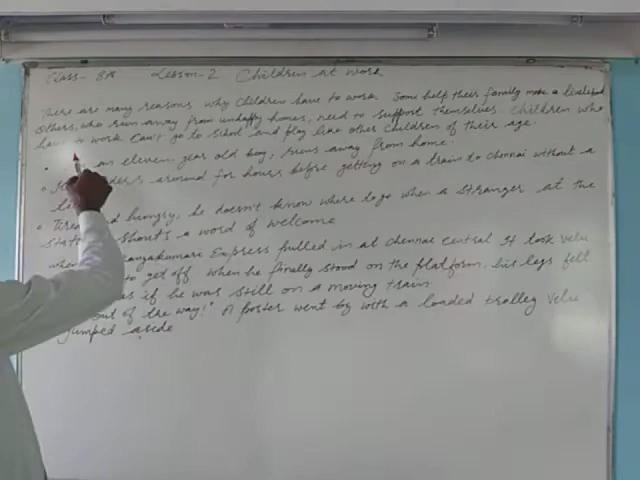 Class- 8th Lesson-2 Children at work
There are many reasons why children have to work. Some help their family make a livelihood
others, who run away from unhappy homes, need to support themselves. Children who
have to work can't go to school and play like other children of their age.
an eleven year old boy, runs away from home.
around for hours before getting on a train to chennai without a
Tired and hungry, he doesn't know where to go when a stranger at the
shouts a word of welcome
Express pulled in at chennai central It took velu
to get off. When he finally stood on the platform, his legs felt
as if he was still on a moving train.
out of the way!" A porter went by with a loaded trolley velu
jumped aside